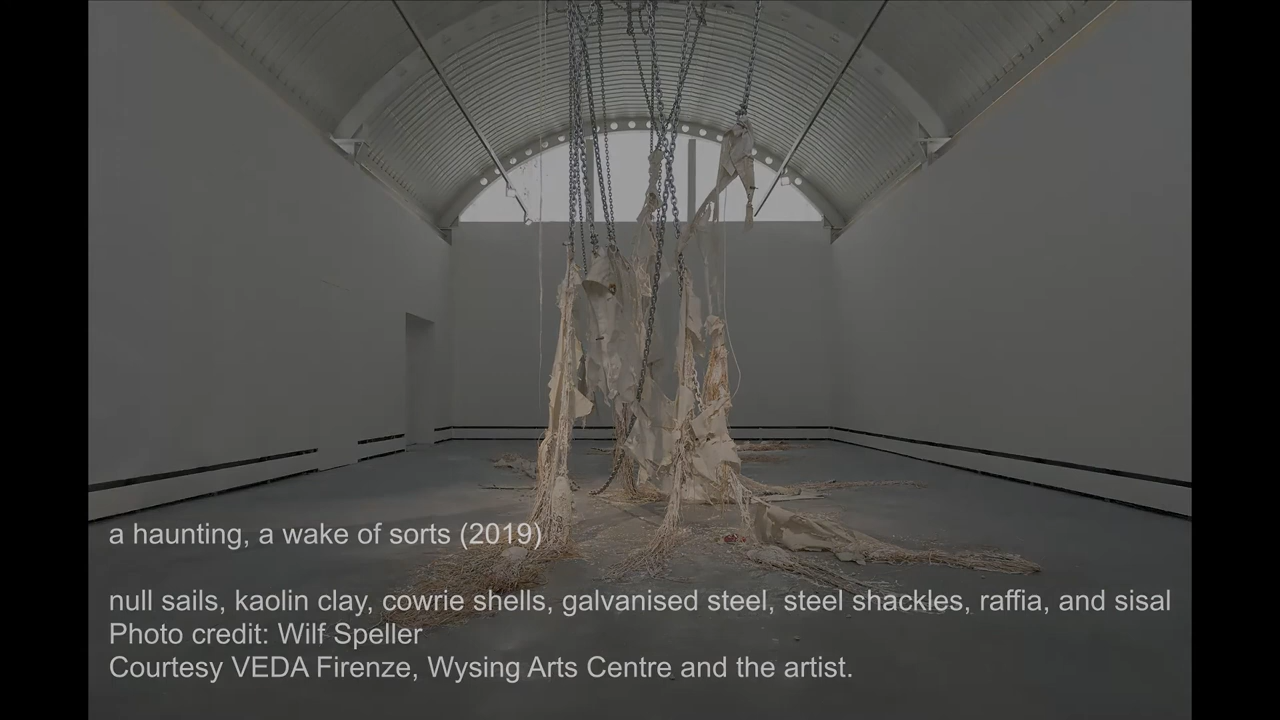 a haunting, a wake of sorts (2019)
null sails, kaolin clay, cowrie shells, galvanised steel, steel shackles, raffia, and sisal
Photo credit: Wilf Speller
Courtesy VEDA Firenze, Wysing Arts Centre and the artist.